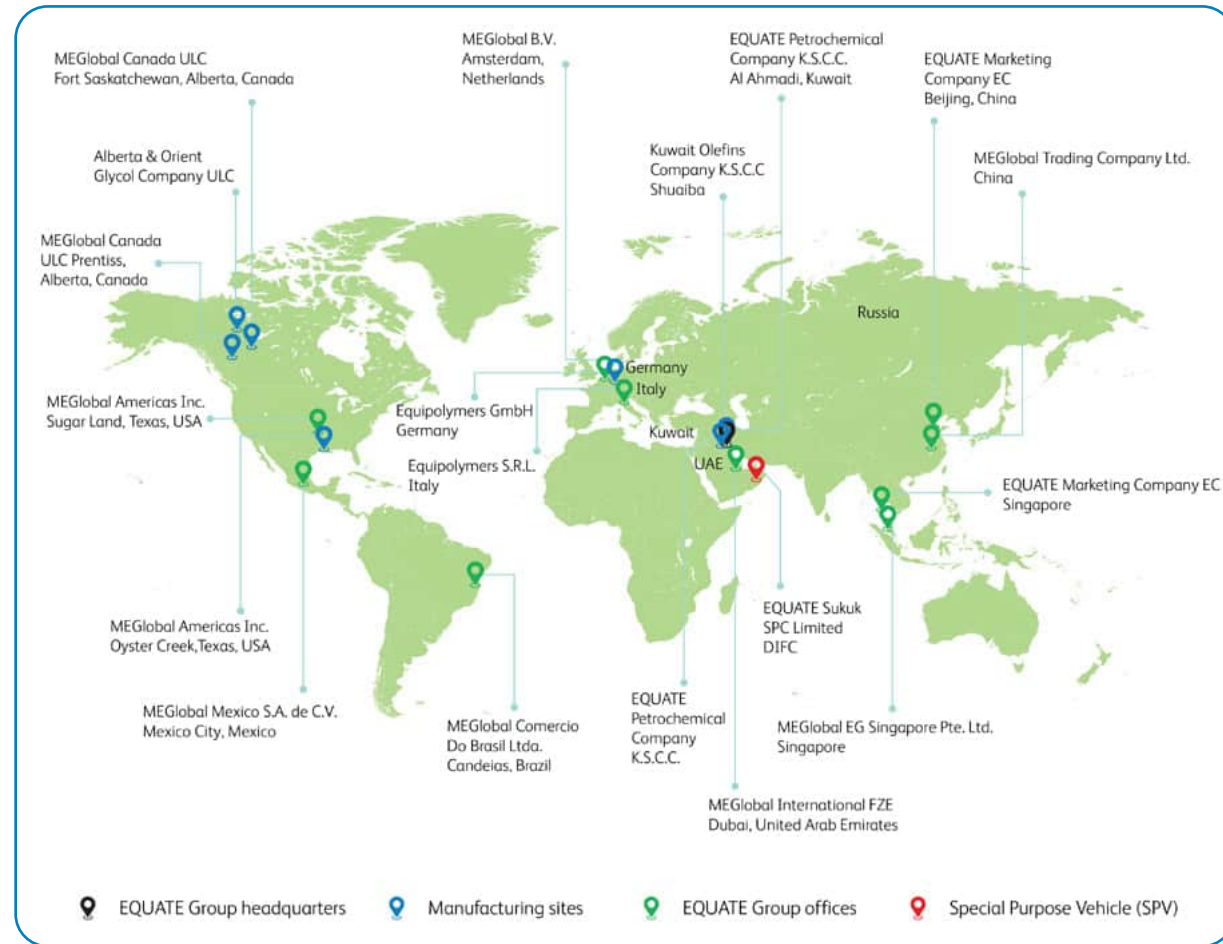 MEGlobal Canada ULC
Fort Saskatchewan, Alberta, Canada
MEGlobal B.V.
Amsterdam,
Netherlands
EQUATE Petrochemical
Company K.S.C.C.
Al Ahmadi, Kuwait
EQUATE Marketing
Company EC
Beijing, China
Alberta & Orient
Glycol Company ULC
Kuwait Olefins
Company K.S.C.C
Shuaiba
MEGlobal Trading Company Ltd.
China
MEGlobal Canada
ULC Prentiss,
Alberta, Canada
Russia
Germany
Italy
MEGlobal Americas Inc.
Sugar Land, Texas, USA
Equipolymers GmbH
Germany
Kuwait
Equipolymers S.R.L.
Italy
UAE
EQUATE Marketing Company EC
Singapore
MEGlobal Americas Inc.
Oyster Creek,Texas, USA
EQUATE Sukuk
SPC Limited
DIFC
MEGlobal Mexico S.A. de C.V.
Mexico City, Mexico
MEGlobal Comercio
Do Brasil Ltda.
Candeias, Brazil
EQUATE
Petrochemical
Company
K.S.C.C.
MEGlobal EG Singapore Pte. Ltd.
Singapore
MEGlobal International FZE
Dubai, United Arab Emirates
EQUATE Group headquarters
Manufacturing sites
EQUATE Group offices
Special Purpose Vehicle (SPV)